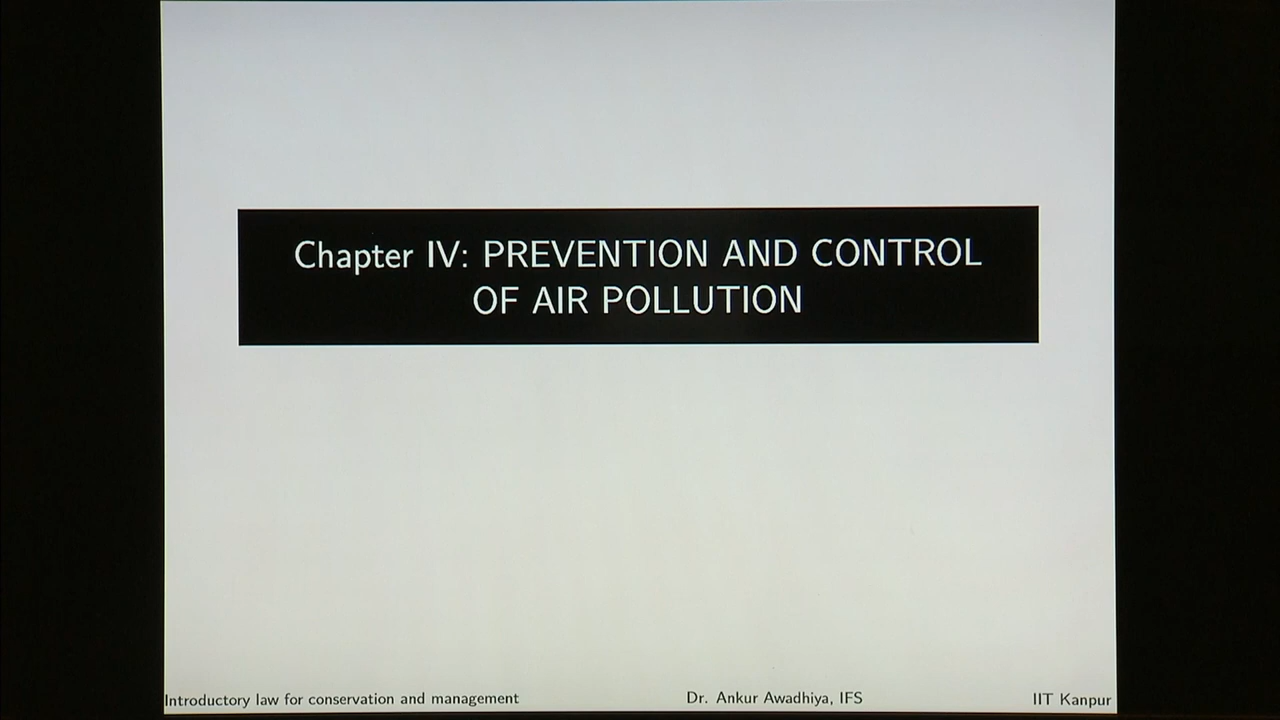 Chapter IV: PREVENTION AND CONTROL
OF AIR POLLUTION
Introductory law for conservation and management
Dr. Ankur Awadhiya, IFS
IIT Kanpur